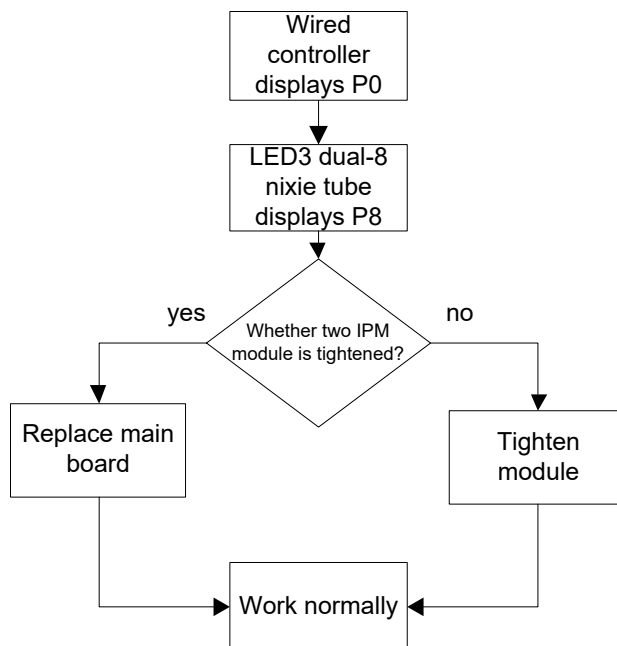 Wired
controller
displays P0
LED3 dual-8
nixie tube
displays P8
yes
no
Whether two IPM
module is tightened?
Replace main
board
Tighten
module
Work normally